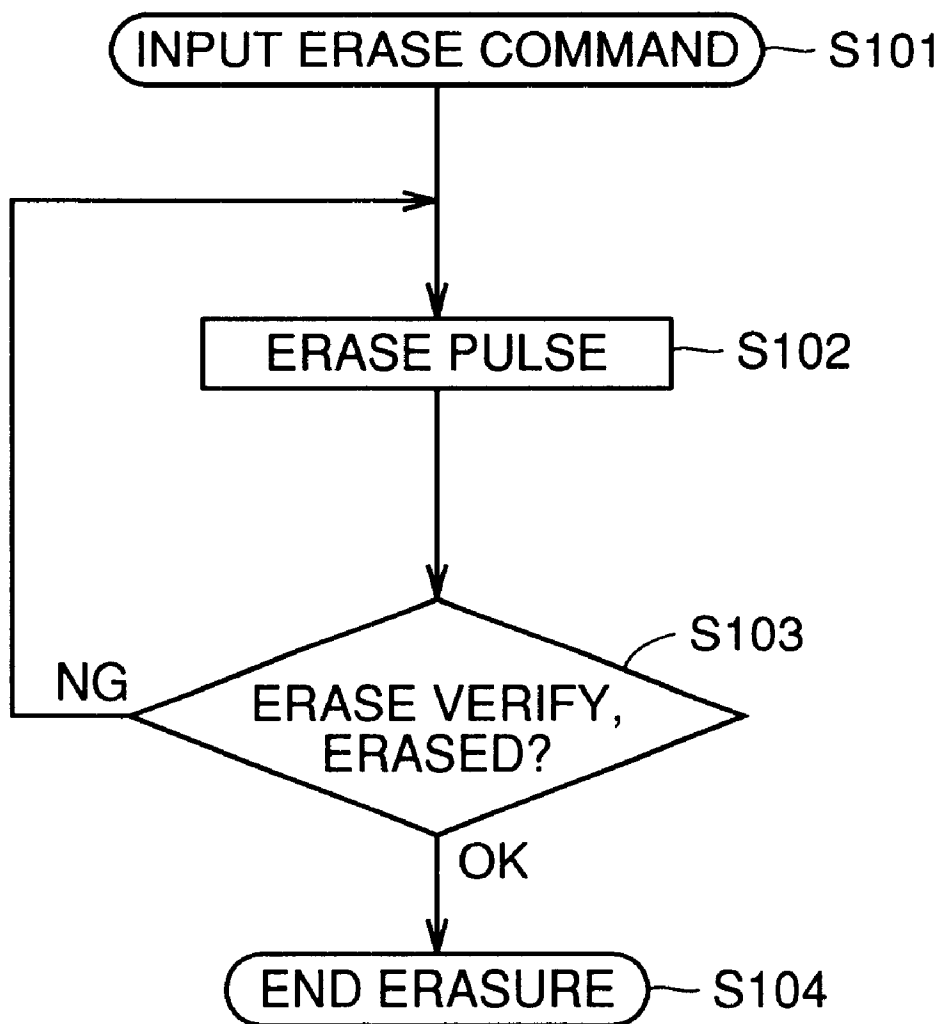 INPUT ERASE COMMAND S101
ERASE PULSE S102
S103
NG
ERASE VERIFY,
ERASED?
OK
END ERASURE S104